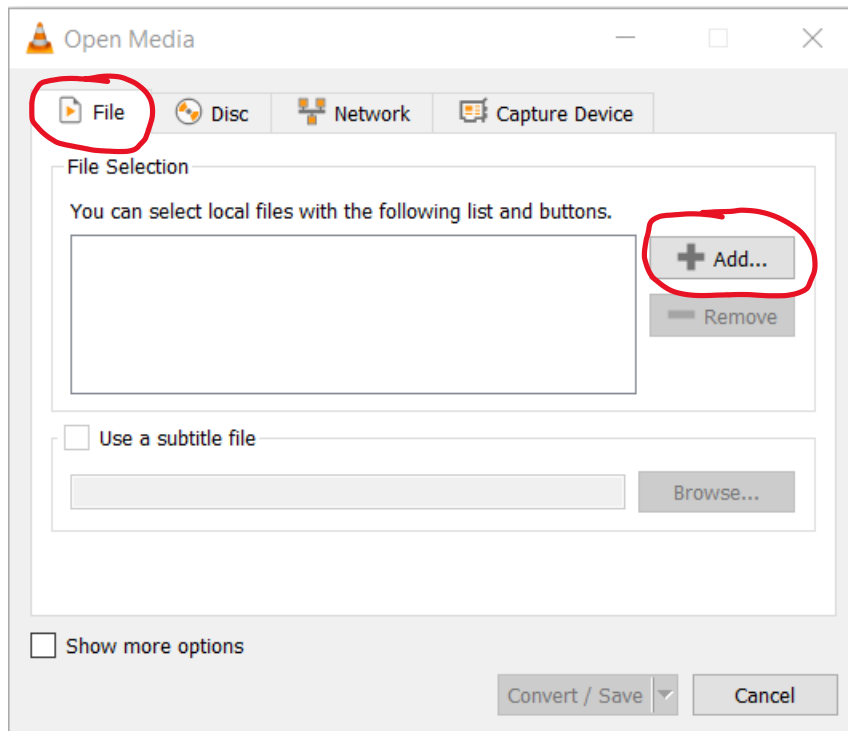 Open Media
File Disc Network Capture Device
File Selection
You can select local files with the following list and buttons.
Add...
Remove
Use a subtitle file
Browse...
Show more options
Convert / Save Cancel